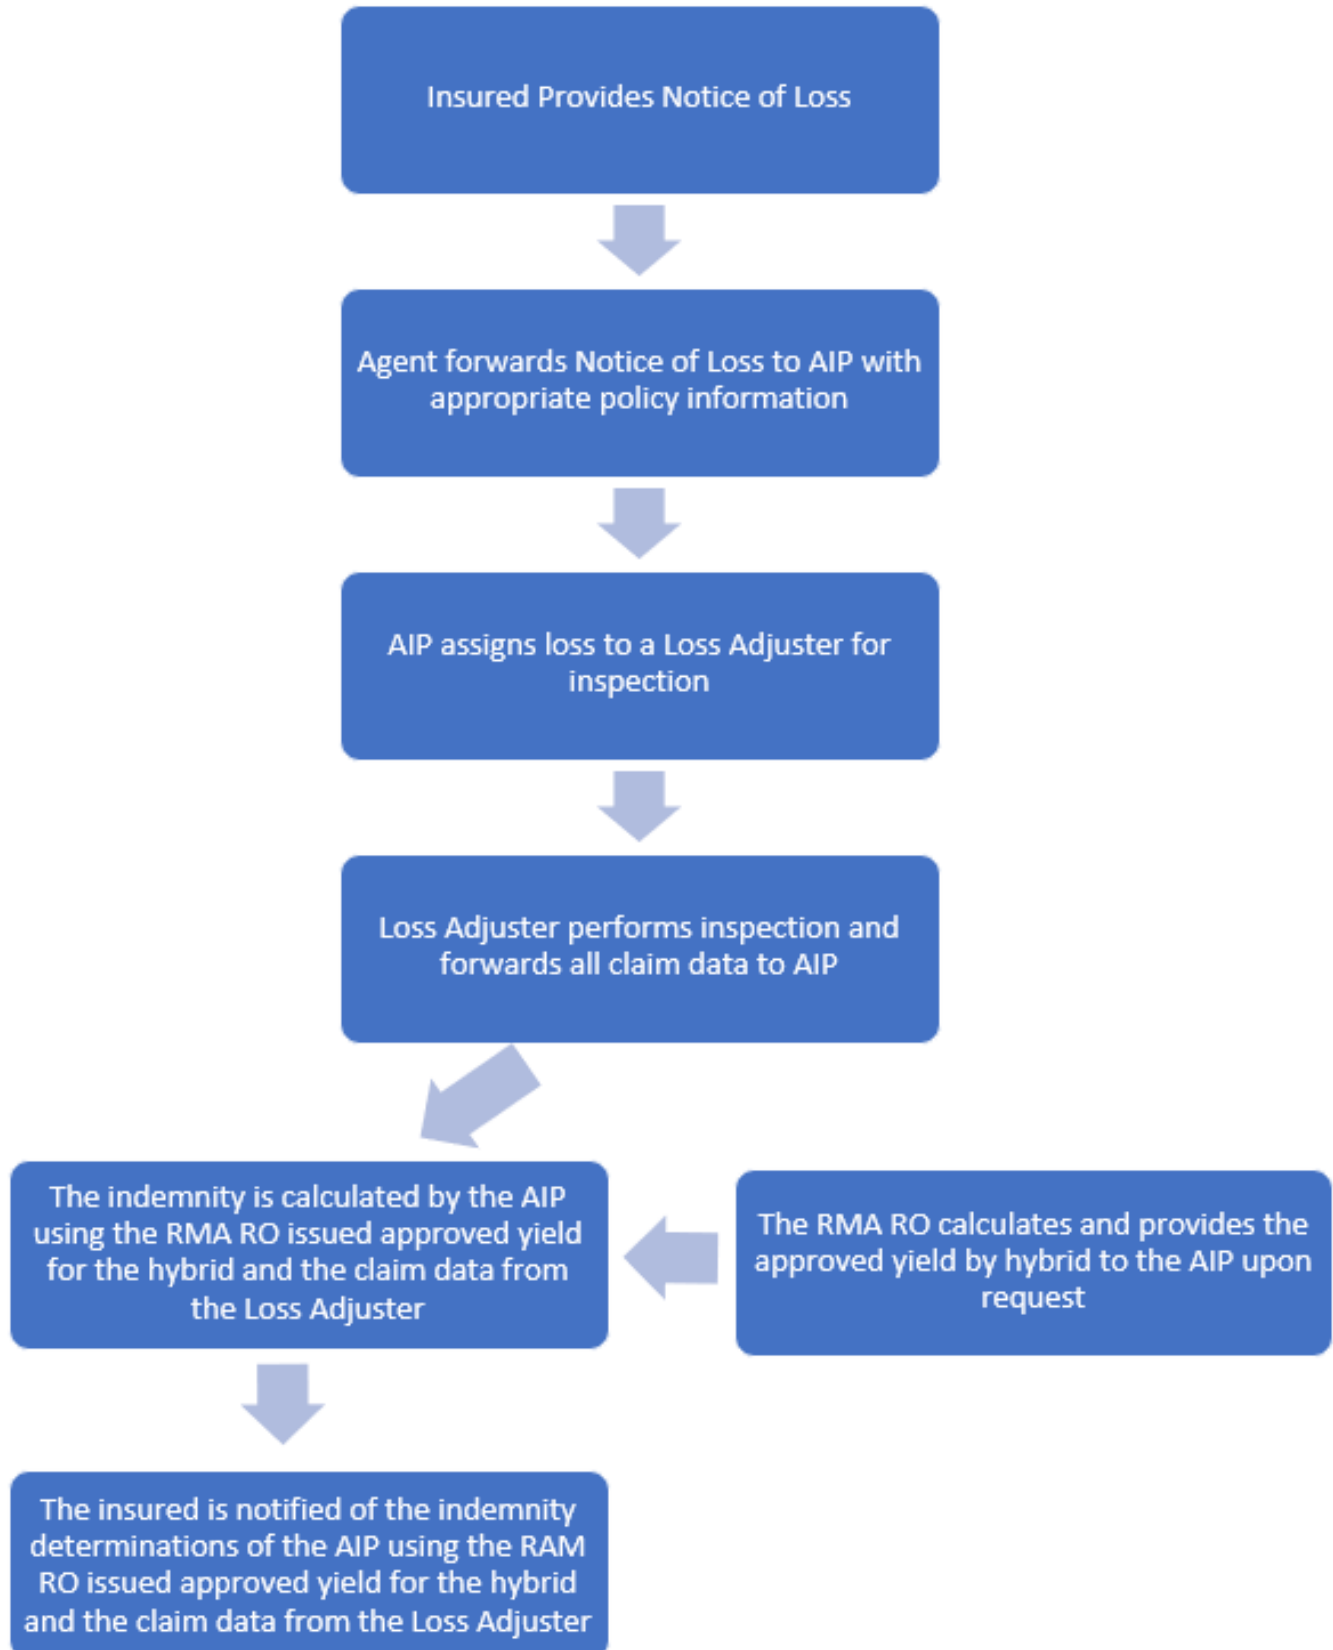 Insured Provides Notice of Loss
Agent forwards Notice of Loss to AIP with
appropriate policy information
AIP assigns loss to a Loss Adjuster for
inspection
Loss Adjuster performs inspection and
forwards all claim data to AIP
The indemnity is calculated by the AIP
using the RMA RO issued approved yield
for the hybrid and the claim data from
the Loss Adjuster
The RMA RO calculates and provides the
approved yield by hybrid to the AIP upon
request
The insured is notified of the indemnity
determinations of the AIP using the RAM
RO issued approved yield for the hybrid
and the claim data from the Loss Adjuster